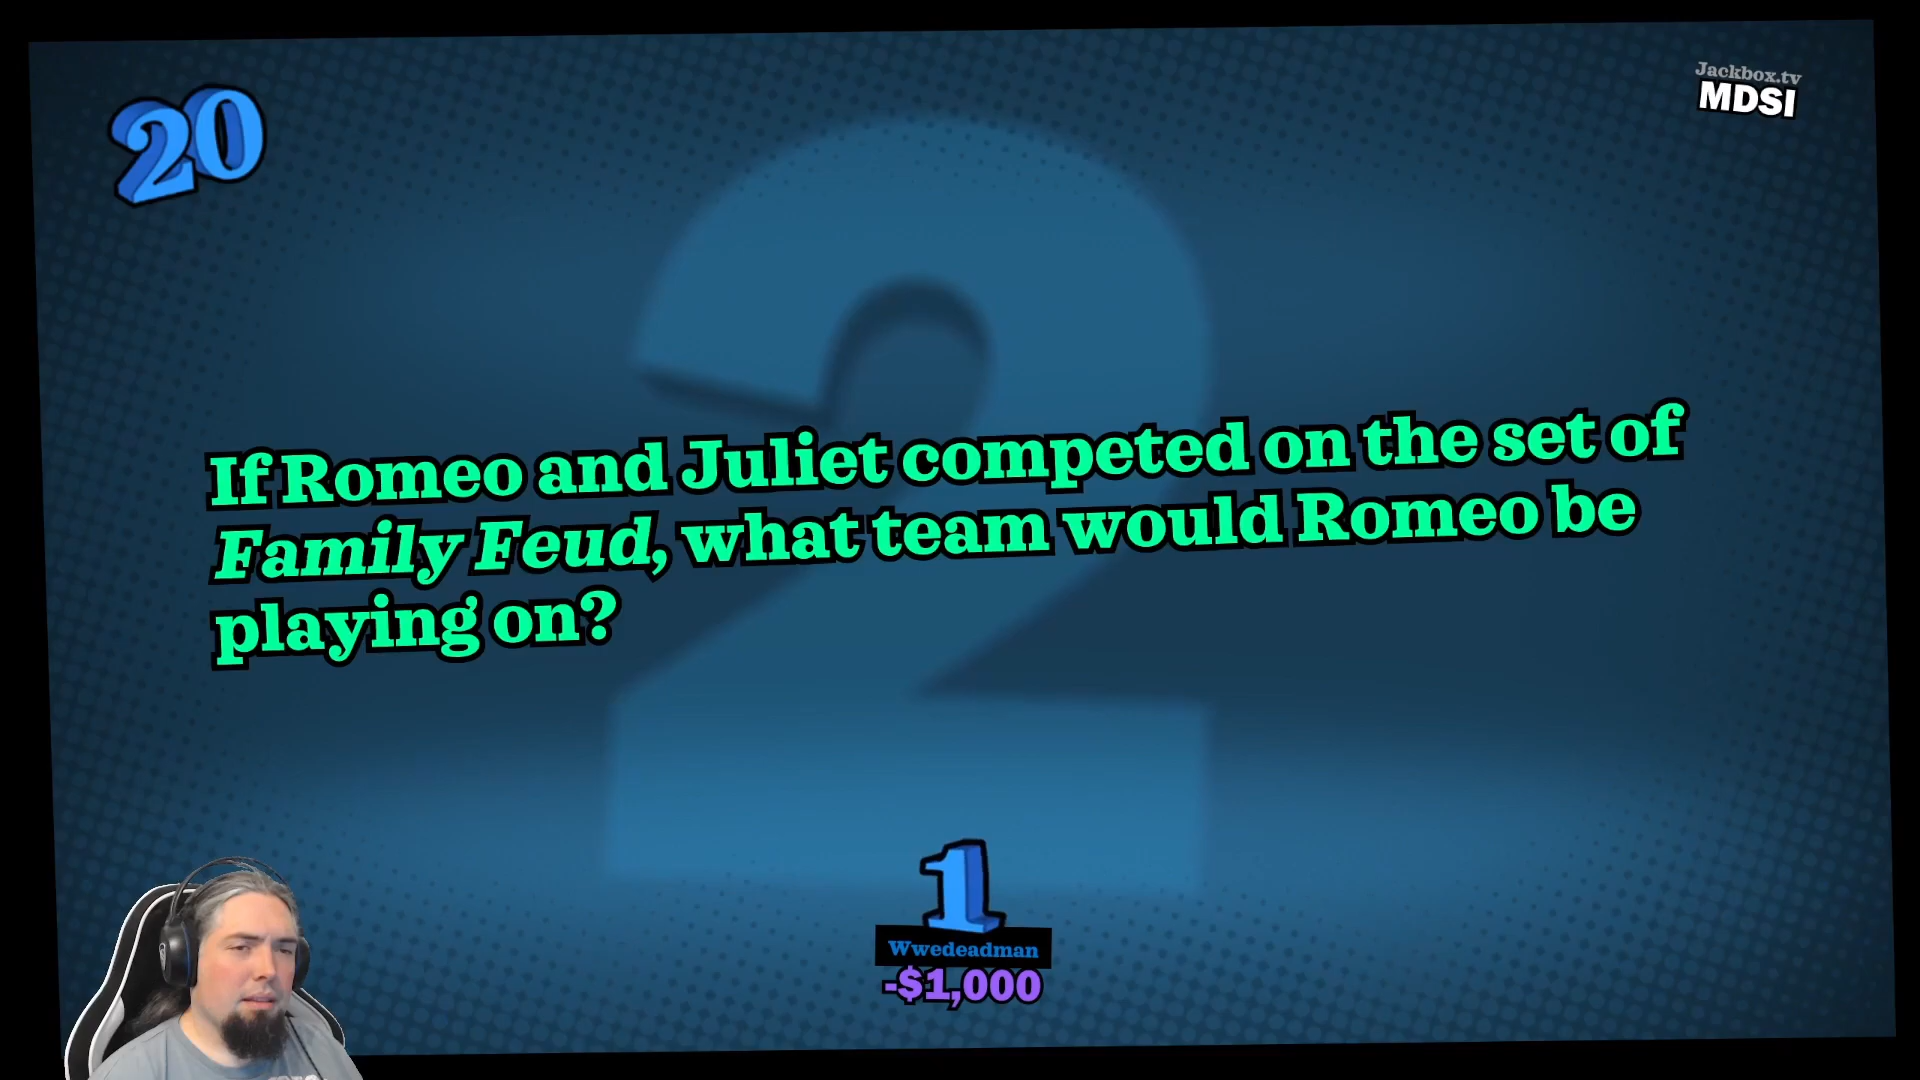 20
Jackbox.tv
MDSI
If Romeo and Juliet competed on the set of
Family Feud, what team would Romeo be
playing on?
2
1
Wwedeadman
-$1,000